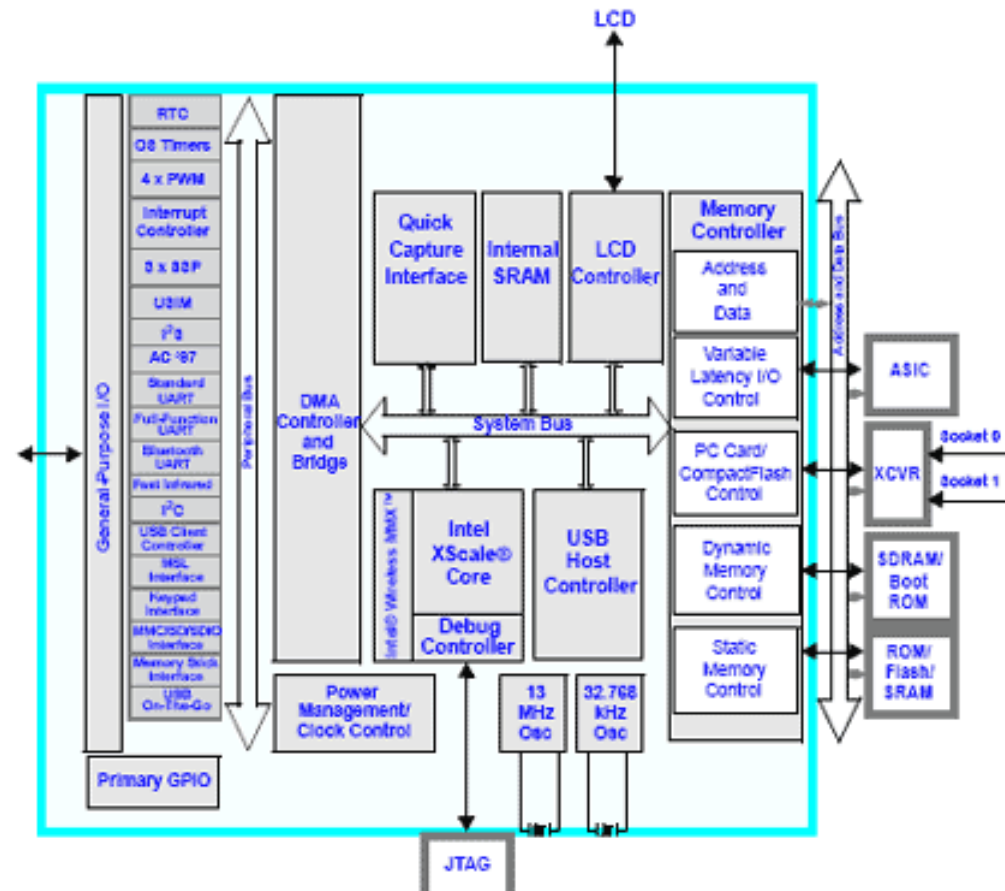 LCD
RTC
OS Timers
4 x PWM
Interrupt
Controller
3 x SSP
USIM
I²S
AC '97
Standard
UART
Full-Function
UART
Bluetooth
UART
Fast Infrared
I²C
USB Client
Controller
MSL
Interface
Keypad
Interface
MMC/SD/SDIO
Interface
Memory Stick
Interface
USB
On-The-Go
General-Purpose I/O
Peripheral Bus
Primary GPIO
DMA
Controller
and
Bridge
Quick
Capture
Interface
Internal
SRAM
LCD
Controller
System Bus
Intel® Wireless MMX™
Intel
XScale®
Core
Debug
Controller
USB
Host
Controller
Power
Management/
Clock Control
13
MHz
Osc
32.768
kHz
Osc
Memory
Controller
Address
and
Data
Variable
Latency I/O
Control
PC Card/
CompactFlash
Control
Dynamic
Memory
Control
Static
Memory
Control
Address and Data Bus
ASIC
XCVR
Socket 0
Socket 1
SDRAM/
Boot
ROM
ROM/
Flash/
SRAM
JTAG